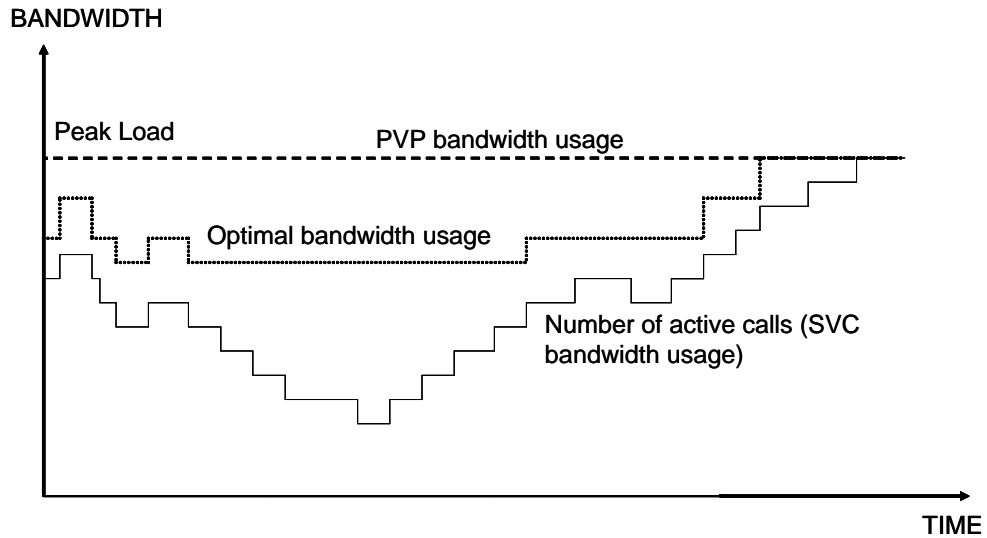 BANDWIDTH
Peak Load
PVP bandwidth usage
Optimal bandwidth usage
Number of active calls (SVC
bandwidth usage)
TIME